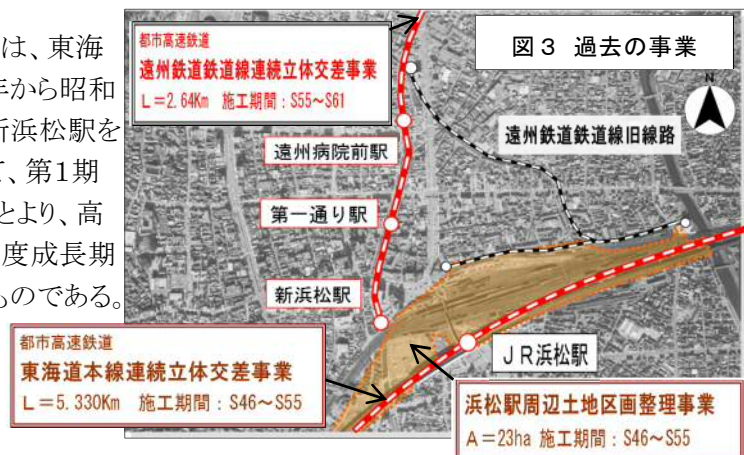 は、東海
年から昭和
新浜松駅を
て、第1期
とより、高
度成長期
ものである。
図3 過去の事業
都市高速鉄道
遠州鉄道鉄道線連続立体交差事業
L=2.64Km 施工期間:S55~S61
N
遠州鉄道鉄道線旧線路
遠州病院前駅
第一通り駅
新浜松駅
JR浜松駅
都市高速鉄道
東海道本線連続立体交差事業
L=5.330Km 施工期間:S46~S55
浜松駅周辺土地区画整理事業
A=23ha 施工期間:S46~S55